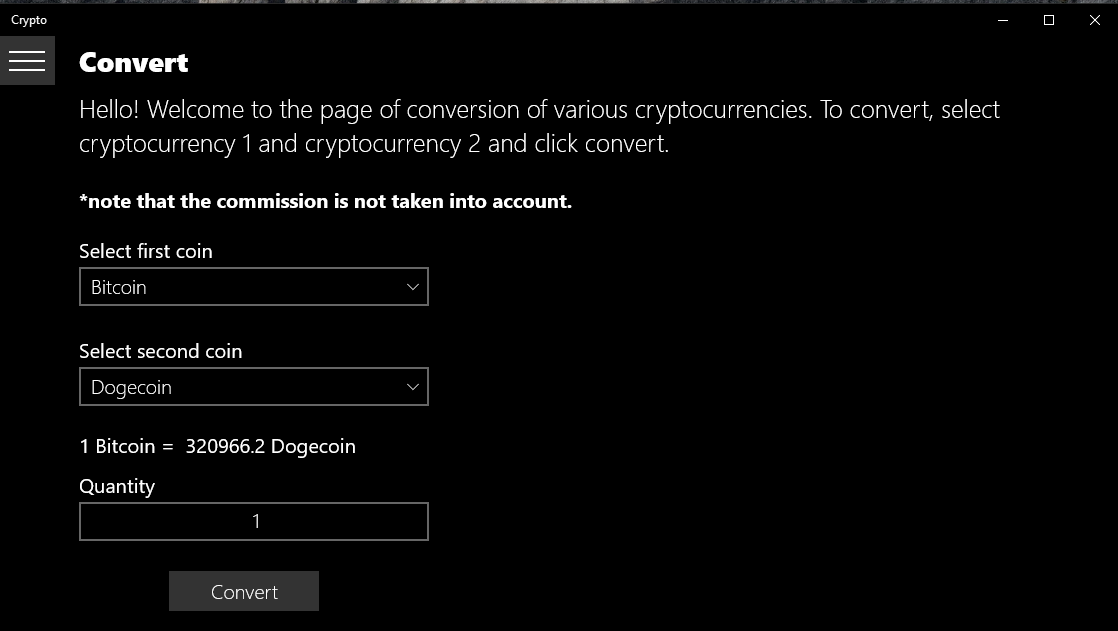 Crypto
Convert
Hello! Welcome to the page of conversion of various cryptocurrencies. To convert, select
cryptocurrency 1 and cryptocurrency 2 and click convert.
*note that the commission is not taken into account.
Select first coin
Bitcoin
Select second coin
Dogecoin
1 Bitcoin =  320966.2 Dogecoin
Quantity
1
Convert